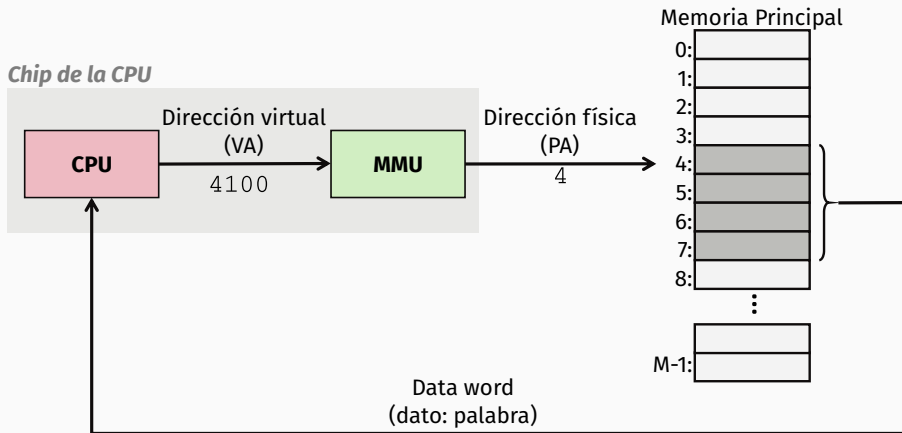 Memoria Principal
Chip de la CPU
Dirección virtual
(VA)
4100
Dirección física
(PA)
4
CPU
MMU
0:
1:
2:
3:
4:
5:
6:
7:
8:
...
M-1:
Data word
(dato: palabra)